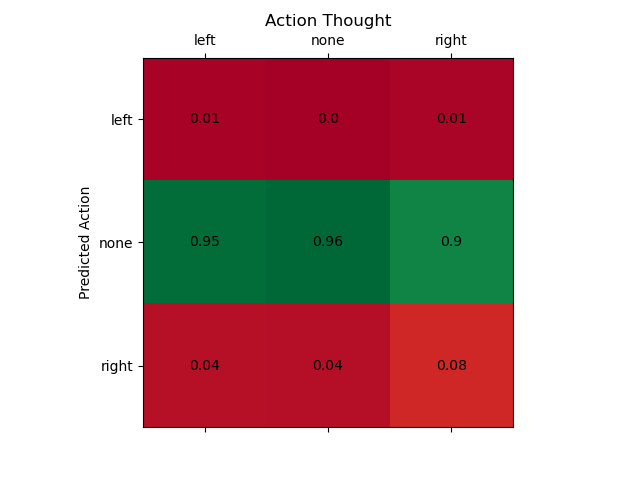 Action Thought
left none right
left 0.01 0.0 0.01
Predicted Action
none 0.95 0.96 0.9
right 0.04 0.04 0.08